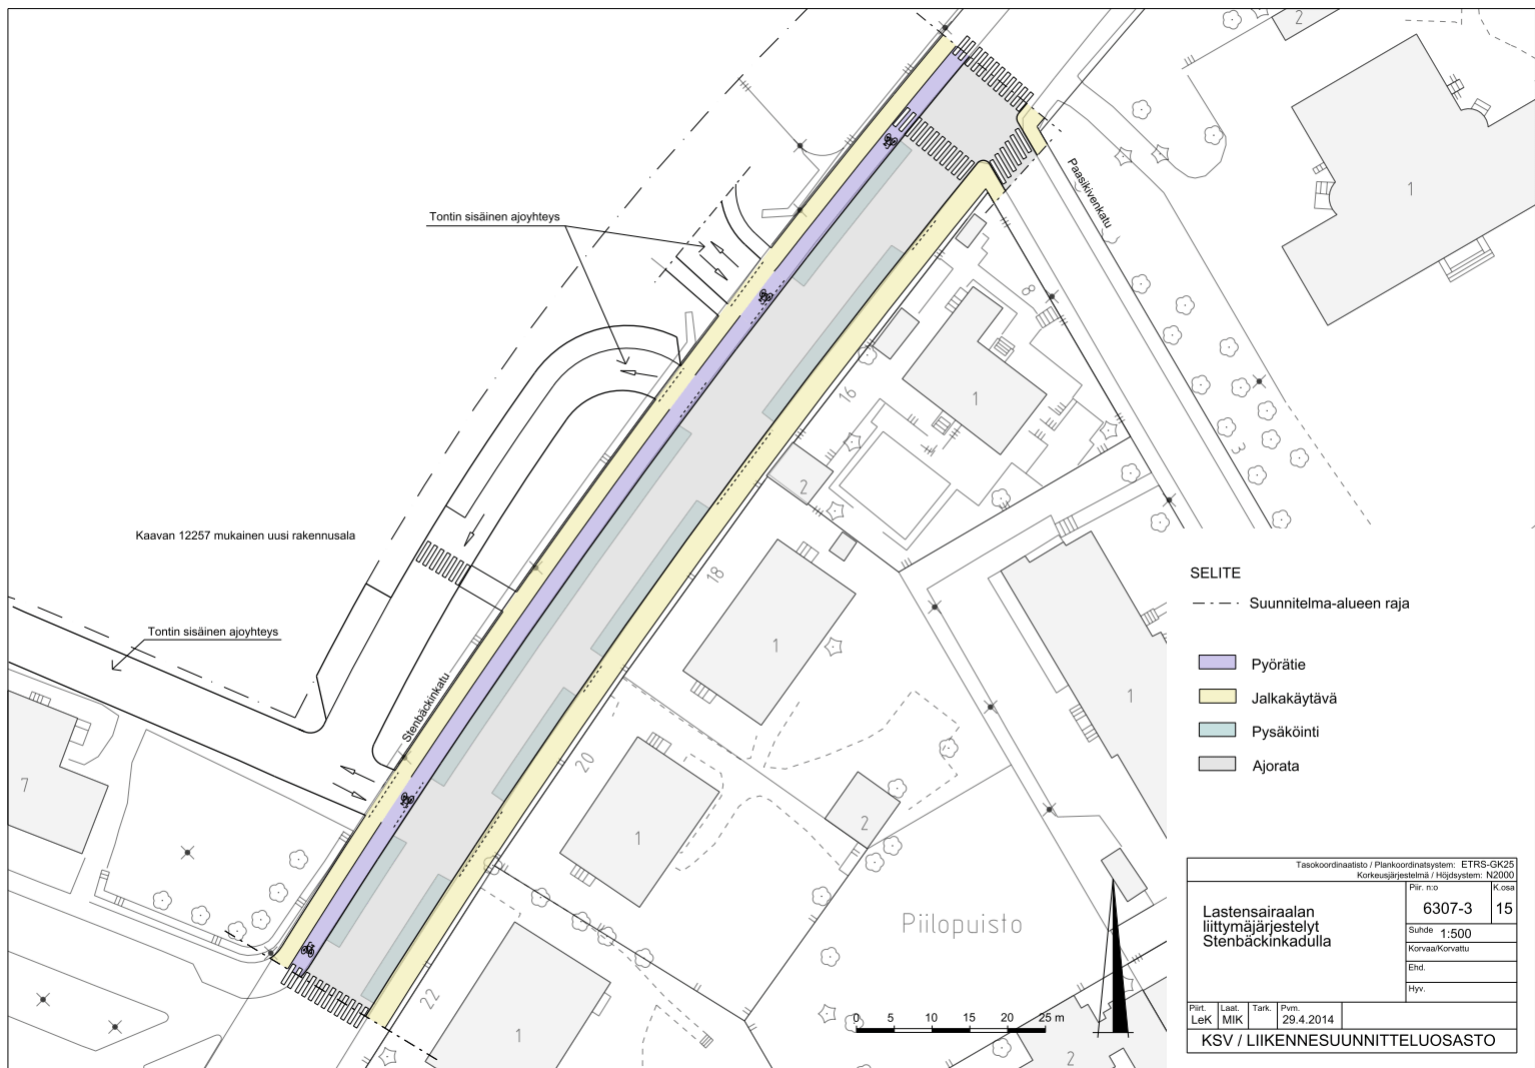 2
1
Paasikivenkatu
Tontin sisäinen ajoyhteys
8
16
1
3
2
Kaavan 12257 mukainen uusi rakennusala
18
1
1
Tontin sisäinen ajoyhteys
Stenbäckinkatu
7
20
1
2
Piilopuisto
22
1
2
SELITE
Suunnitelma-alueen raja
Pyörätie
Jalkakäytävä
Pysäköinti
Ajorata
0 5 10 15 20 25 m
Tasokoordinaatisto / Plankoordinatsystem: ETRS-GK25
Korkeusjärjestelmä / Höjdsystem: N2000
Lastensairaalan
liittymäjärjestelyt
Stenbäckinkadulla
Piir. n:o
6307-3
K.osa
15
Suhde 1:500
Korvaa/Korvattu
Ehd.
Hyv.
Piirt. Laat. Tark. Pvm.
LeK MIK 29.4.2014
KSV / LIIKENNESUUNNITTELUOSASTO